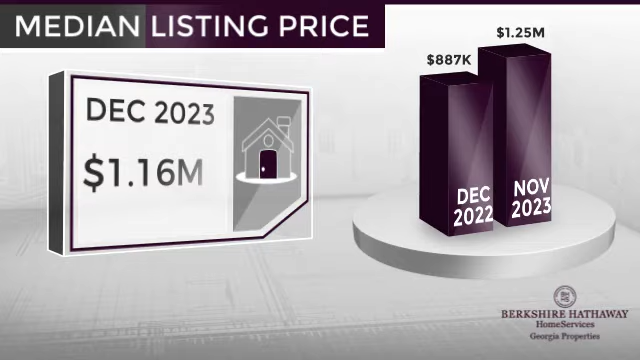 MEDIAN LISTING PRICE
DEC 2023
$1.16M
$887K
$1.25M
DEC
2022
NOV
2023
BERKSHIRE HATHAWAY
HomeServices
Georgia Properties